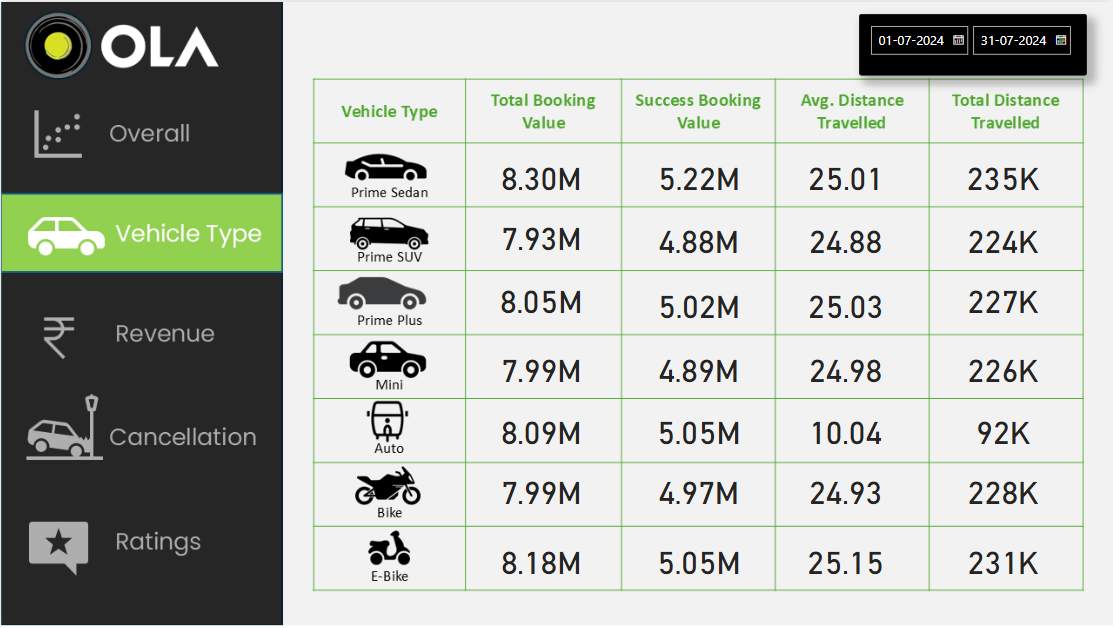 OLA
01-07-2024 31-07-2024
Overall
Vehicle Type
Revenue
Cancellation
Ratings
Vehicle Type Total Booking Value Success Booking Value Avg. Distance Travelled Total Distance Travelled
Prime Sedan 8.30M 5.22M 25.01 235K
Prime SUV 7.93M 4.88M 24.88 224K
Prime Plus 8.05M 5.02M 25.03 227K
Mini 7.99M 4.89M 24.98 226K
Auto 8.09M 5.05M 10.04 92K
Bike 7.99M 4.97M 24.93 228K
E-Bike 8.18M 5.05M 25.15 231K